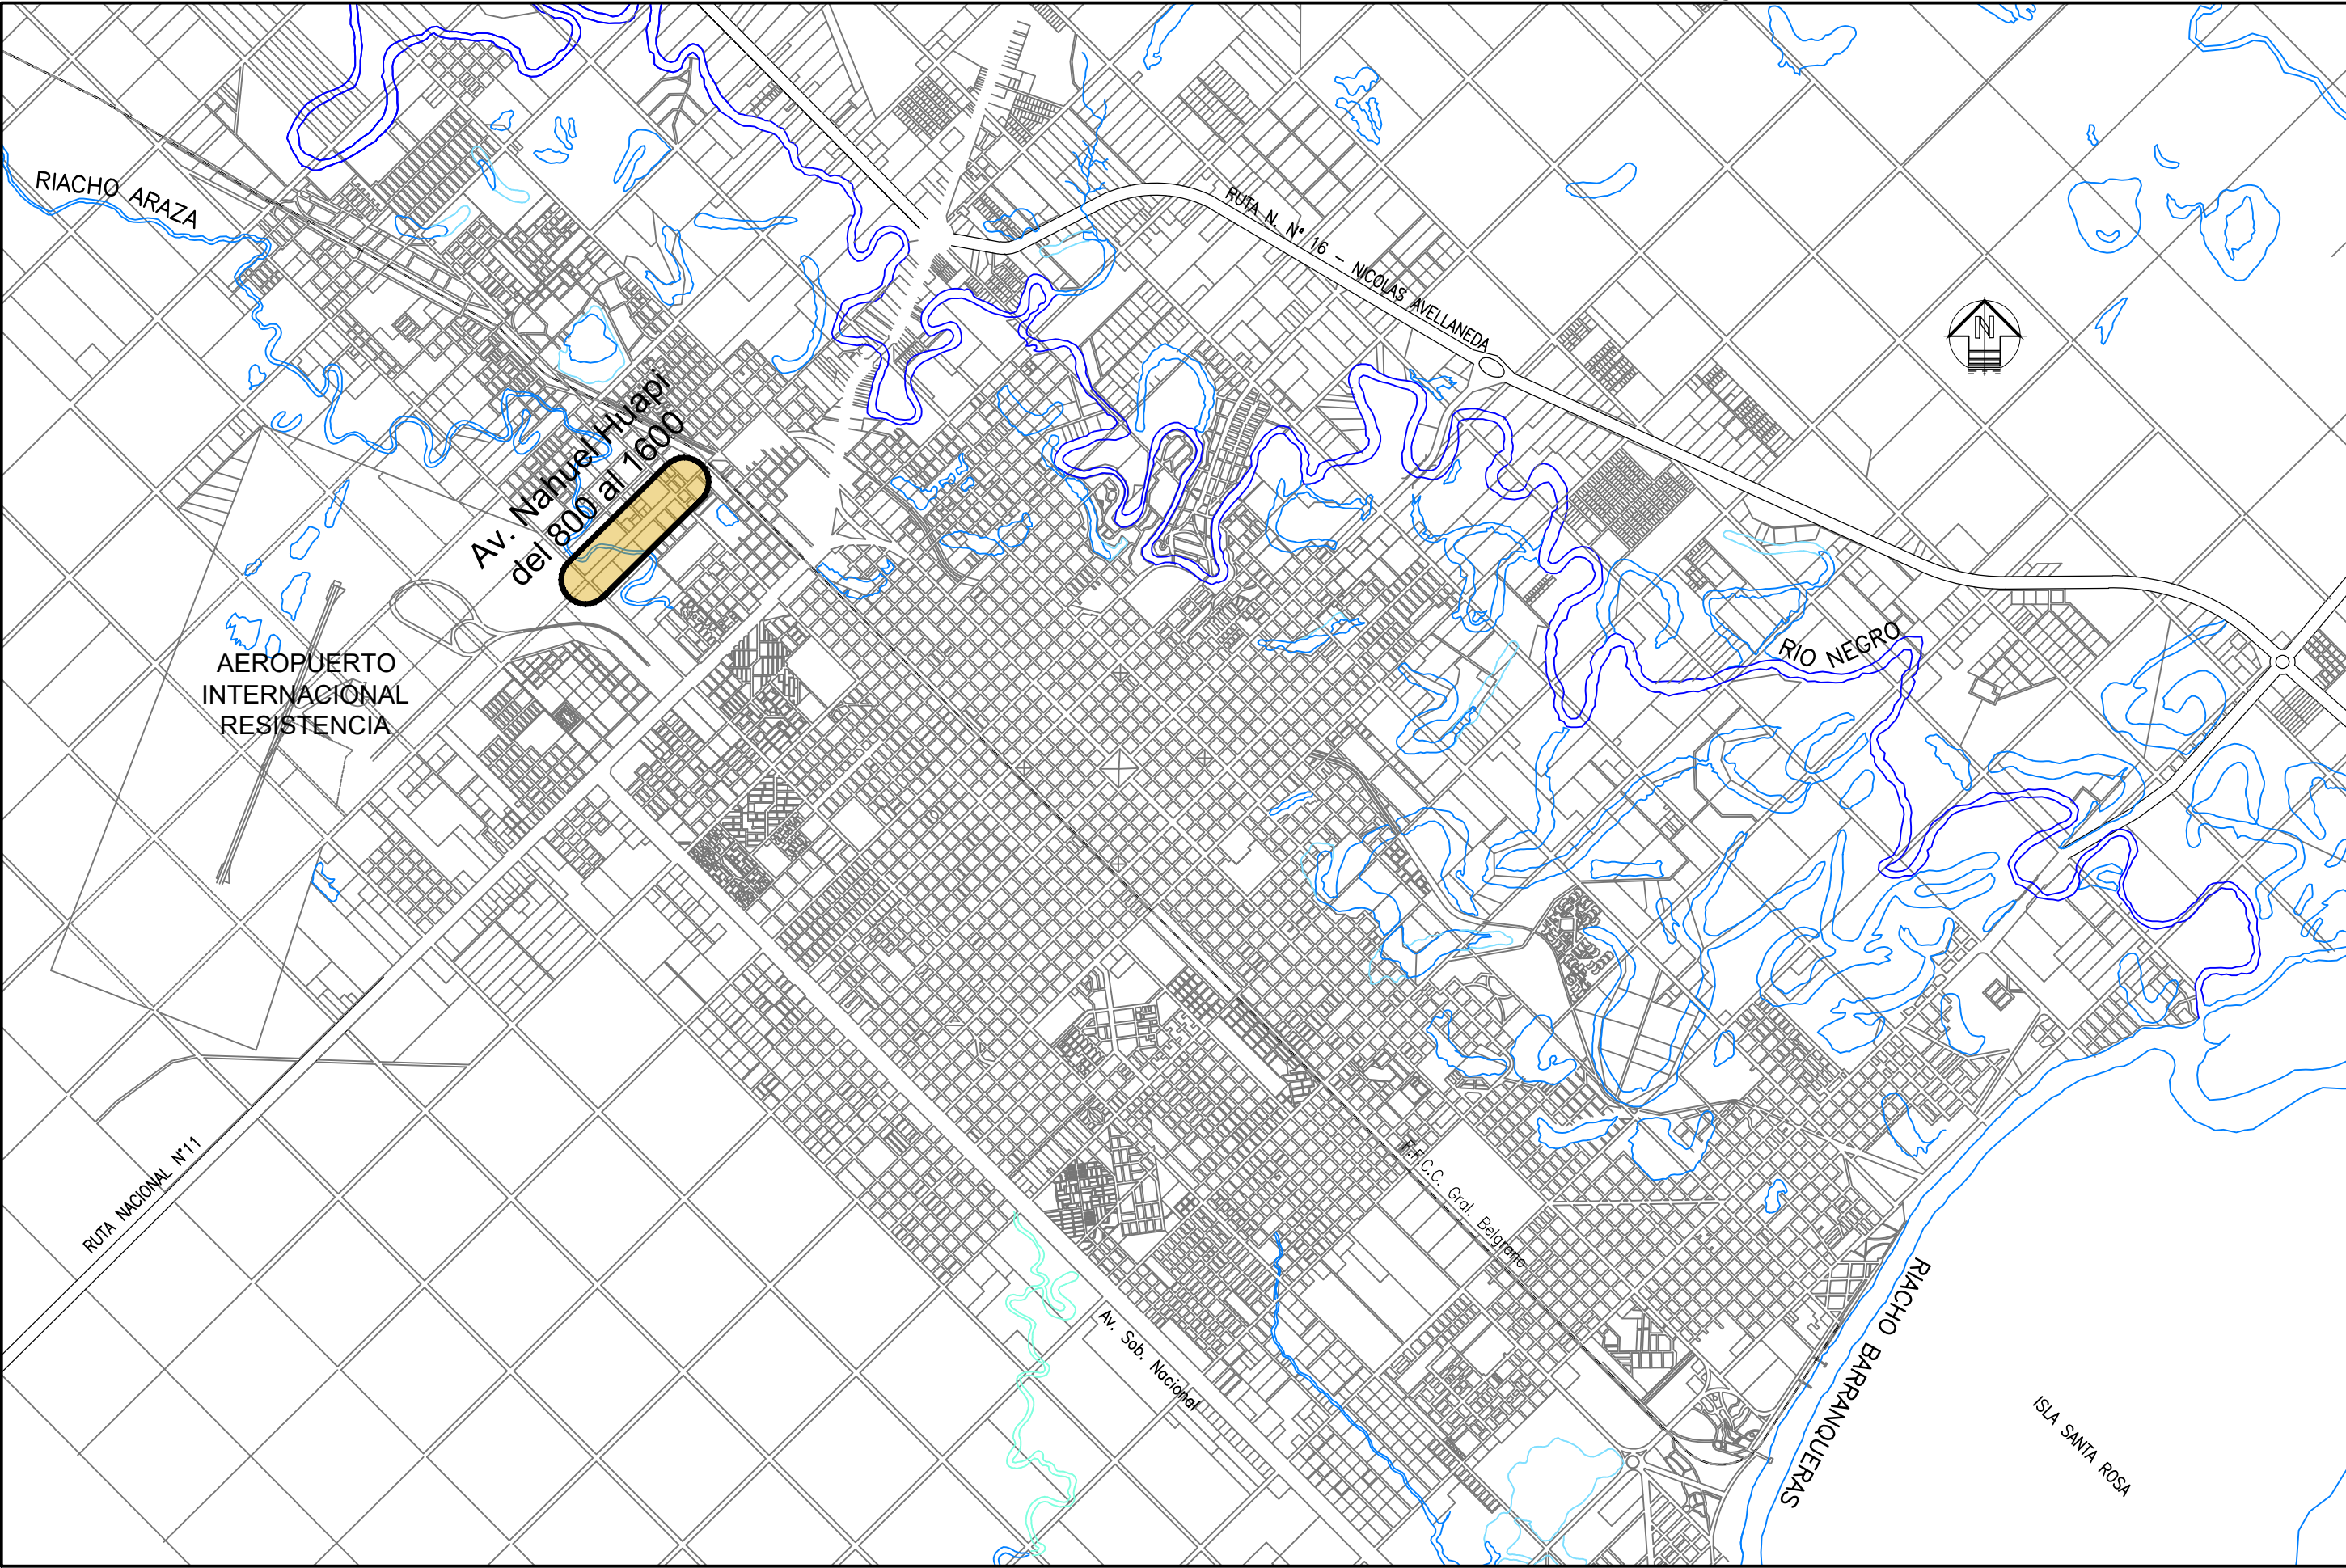 RIACHO ARAZA
RUTA N. N° 16 - NICOLAS AVELLANEDA
N
Av. Nahuel Huapi
del 800 al 1600
AEROPUERTO
INTERNACIONAL
RESISTENCIA
RIO NEGRO
RUTA NACIONAL N°11
F.F.C.C. Gral. Belgrano
Av. Sob. Nacional
RIACHO BARRANQUERAS
ISLA SANTA ROSA